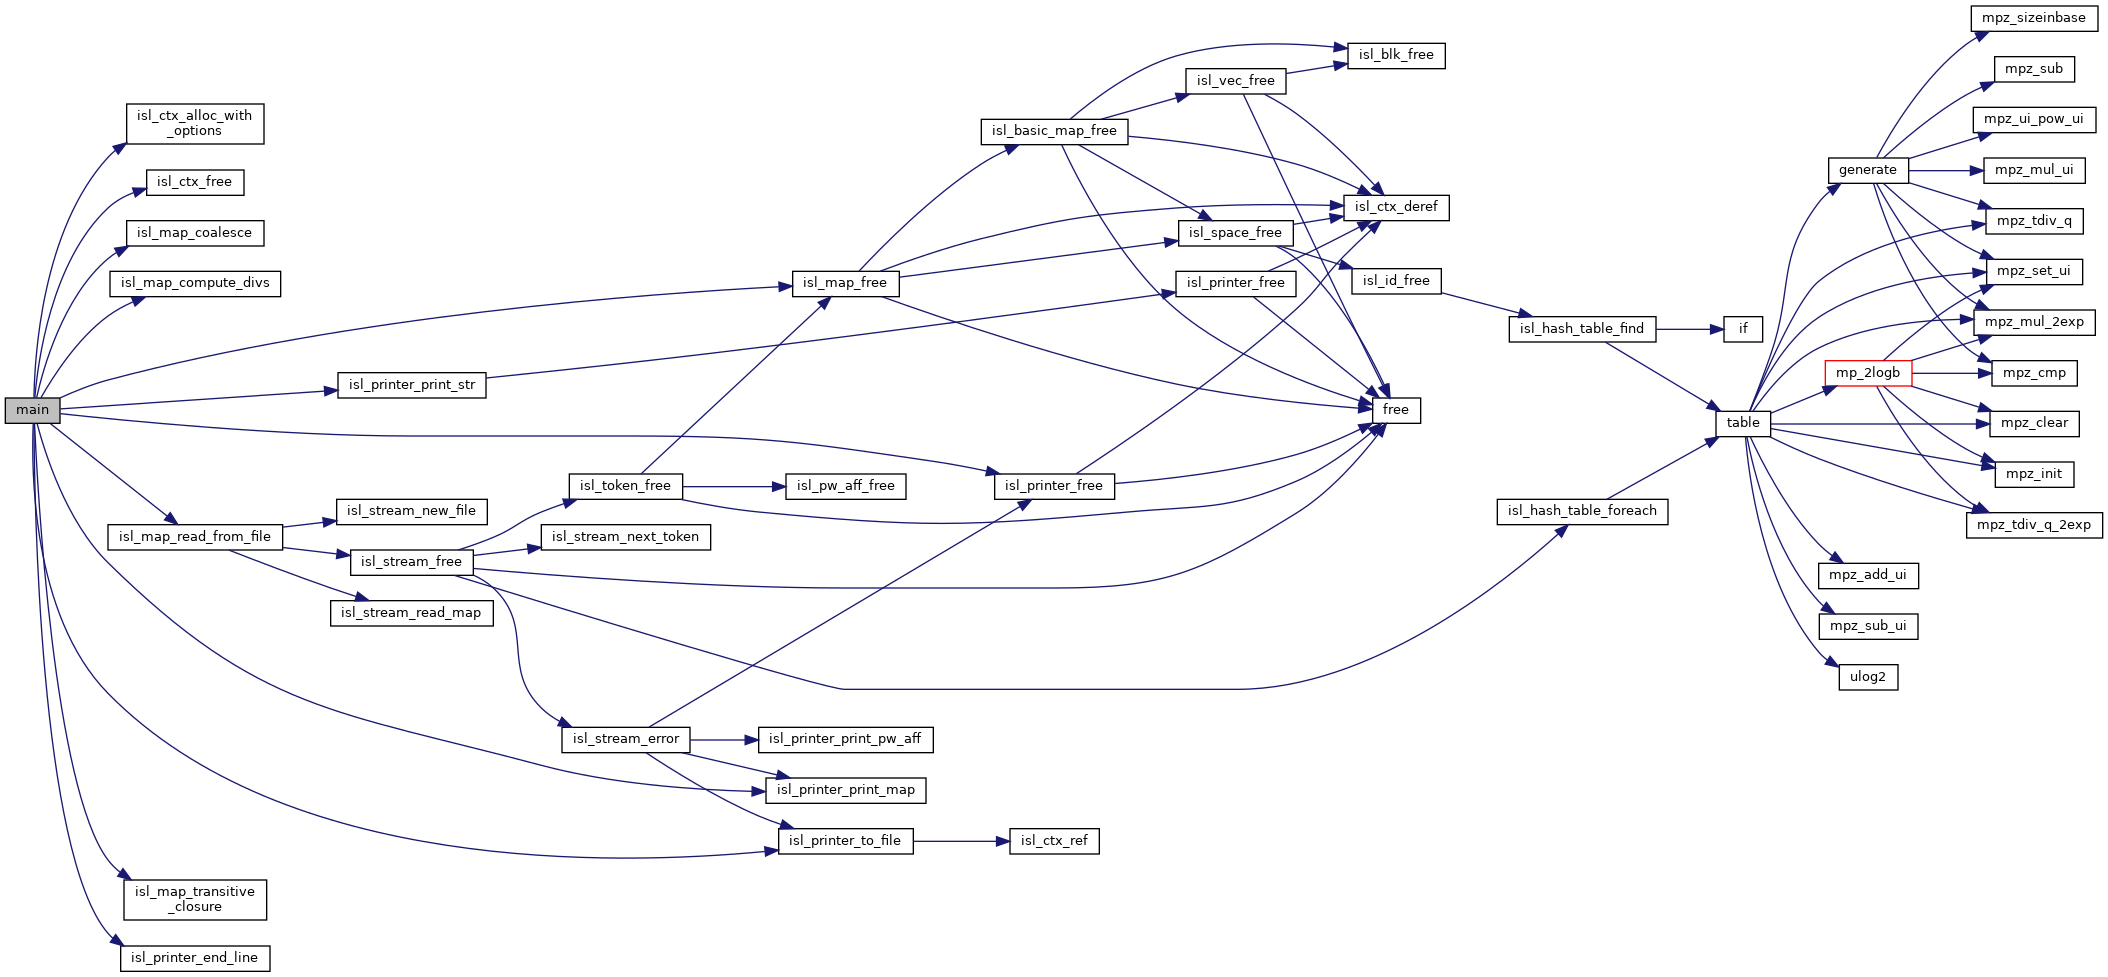 main
isl_ctx_alloc_with
_options
isl_ctx_free
isl_map_coalesce
isl_map_compute_divs
isl_map_free
isl_printer_print_str
isl_printer_free
isl_map_read_from_file
isl_stream_new_file
isl_stream_free
isl_stream_read_map
isl_token_free
isl_pw_aff_free
isl_stream_next_token
isl_stream_error
isl_printer_print_pw_aff
isl_printer_print_map
isl_printer_to_file
isl_ctx_ref
isl_map_transitive
_closure
isl_printer_end_line
isl_basic_map_free
isl_vec_free
isl_blk_free
isl_space_free
isl_printer_free
isl_ctx_deref
isl_id_free
free
isl_hash_table_find
if
isl_hash_table_foreach
table
generate
mp_2logb
mpz_sizeinbase
mpz_sub
mpz_ui_pow_ui
mpz_mul_ui
mpz_tdiv_q
mpz_set_ui
mpz_mul_2exp
mpz_cmp
mpz_clear
mpz_init
mpz_tdiv_q_2exp
mpz_add_ui
mpz_sub_ui
ulog2